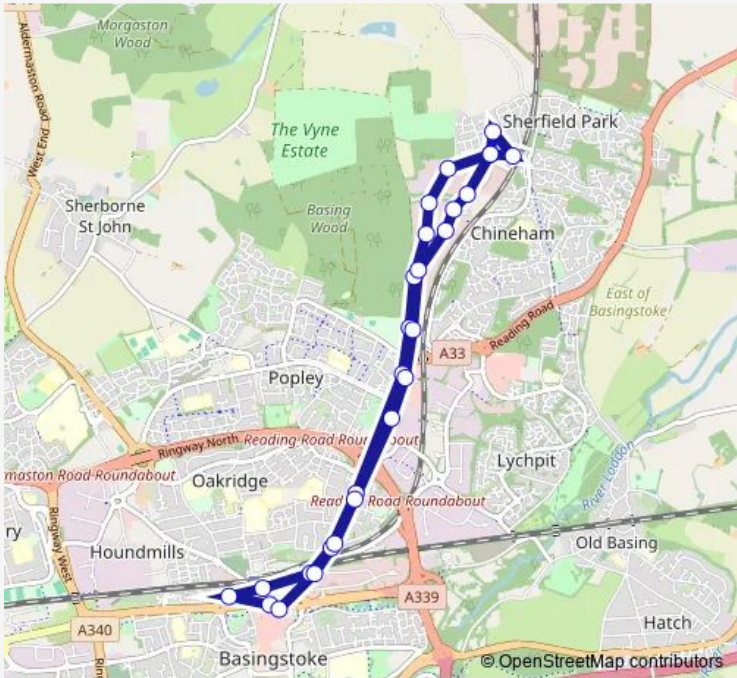 Morgaston
Wood
Aldermaston Road
West End
The Vyne
Estate
Sherfield Park
Sherborne
St John
Basing
Wood
Chineham
East of
Basingstoke
Reading Road
A33
Popley
Ringway North
Reading Road Roundabout
River Loddon
Lychpit
rmaston Road Roundabout
Oakridge
Reading Road Roundabout
ry
Ringway West
Houndmills
Old Basing
A339
Hatch
A340
Basingstoke
© OpenStreetMap contributors